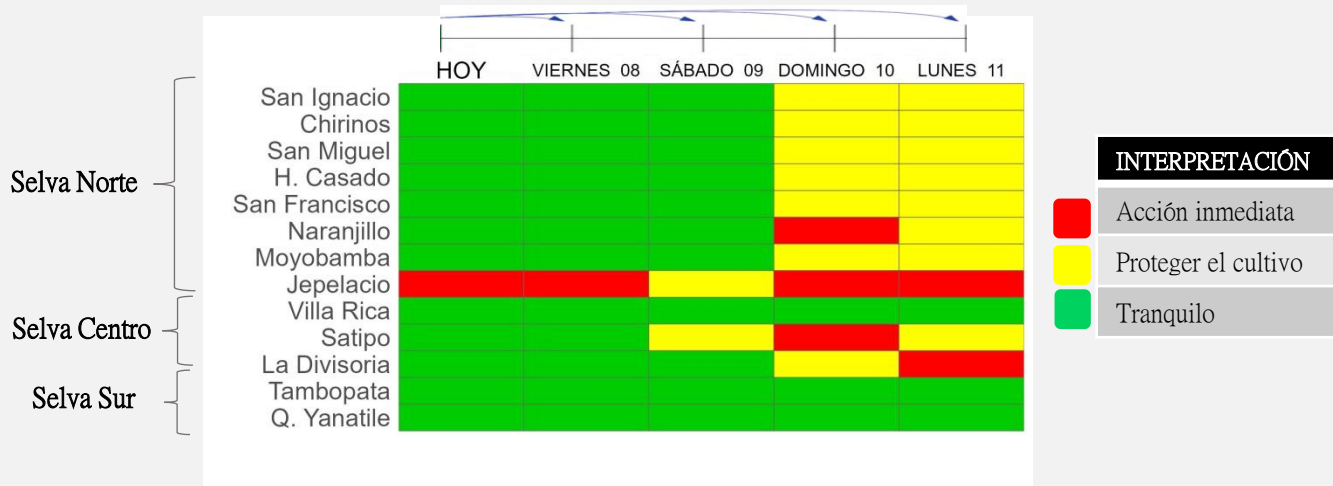 HOY VIERNES 08 SÁBADO 09 DOMINGO 10 LUNES 11
Selva Norte
San Ignacio
Chirinos
San Miguel
H. Casado
San Francisco
Naranjillo
Moyobamba
Jepelacio
Selva Centro
Villa Rica
Satipo
La Divisoria
Selva Sur
Tambopata
Q. Yanatile
INTERPRETACIÓN
Acción inmediata
Proteger el cultivo
Tranquilo